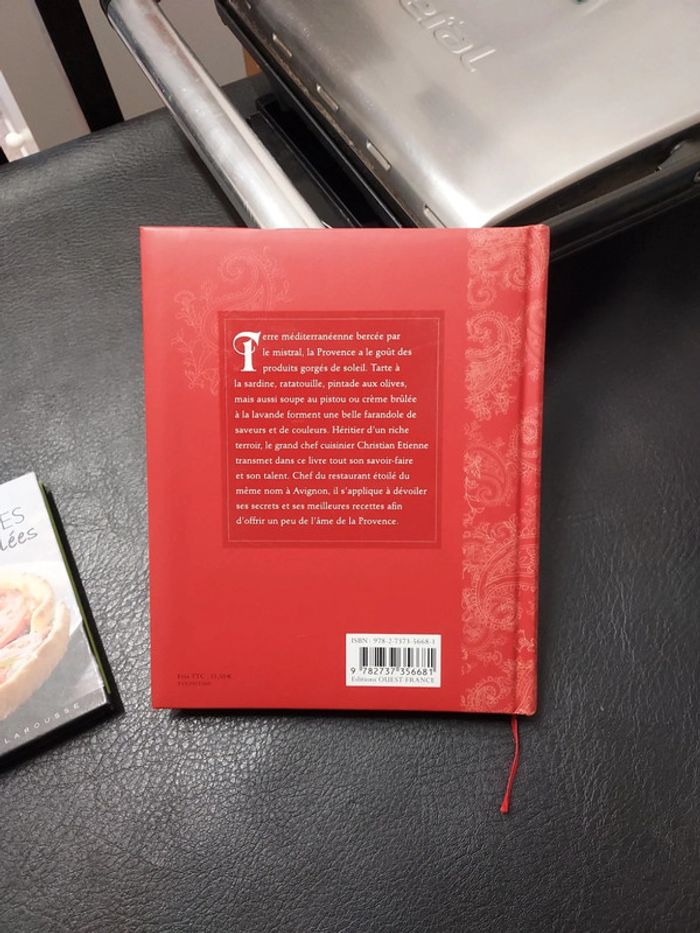 Tefal
Terre méditerranéenne bercée par
le mistral, la Provence a le goût des
produits gorgés de soleil. Tarte à
la sardine, ratatouille, pintade aux olives,
mais aussi soupe au pistou ou crème brûlée
à la lavande forment une belle farandole de
saveurs et de couleurs. Héritier d'un riche
terroir, le grand chef cuisinier Christian Etienne
transmet dans ce livre tout son savoir-faire
et son talent. Chef du restaurant étoilé du
même nom à Avignon, il s'applique à dévoiler
ses secrets et ses meilleures recettes afin
d'offrir un peu de l'âme de la Provence.
ES
lées
LAROUSSE
ISBN : 978-2-7373-5668-1
9 782737 356681
Éditions OUEST-FRANCE
Prix TTC :